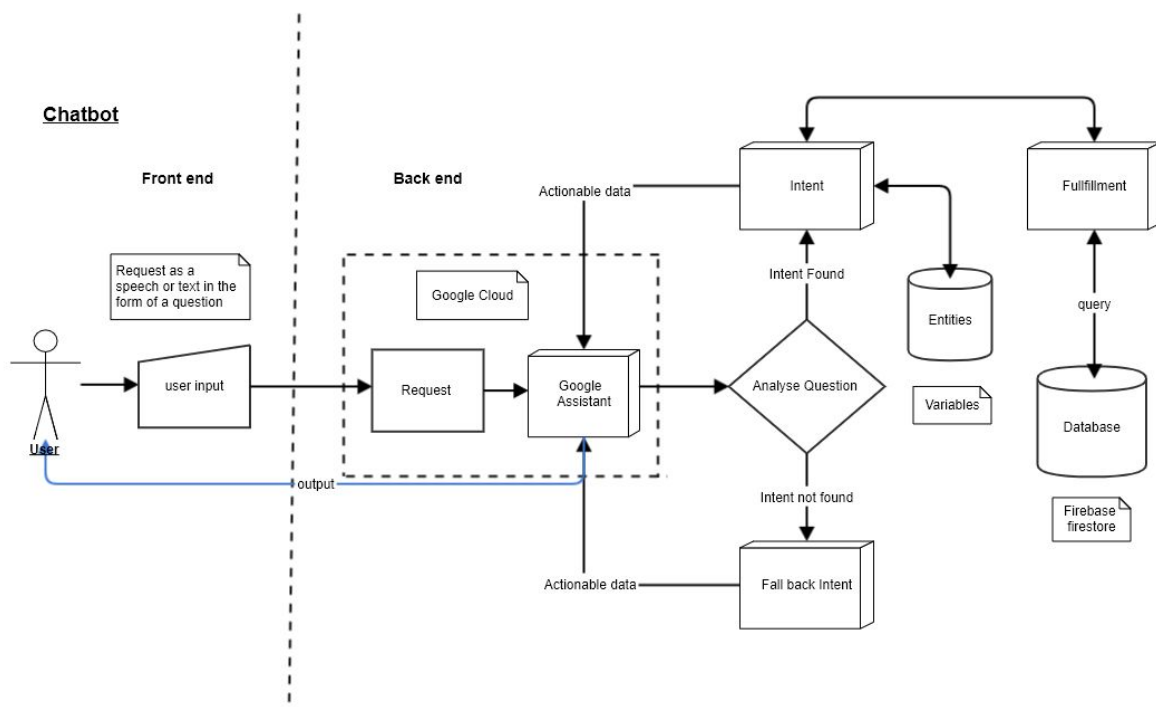 Chatbot
Front end
Back end
Request as a
speech or text in the
form of a question
User
user input
Google Cloud
Request
Google
Assistant
output
Actionable data
Intent
Fullfillment
Intent Found
Analyse Question
Entities
Variables
query
Database
Firebase
firestore
Intent not found
Fall back Intent
Actionable data